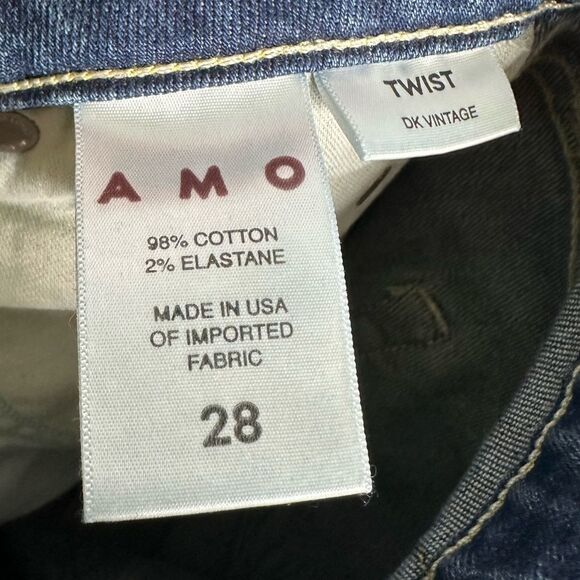 AMO
98% COTTON
2% ELASTANE
MADE IN USA
OF IMPORTED
FABRIC
28
TWIST
DK VINTAGE